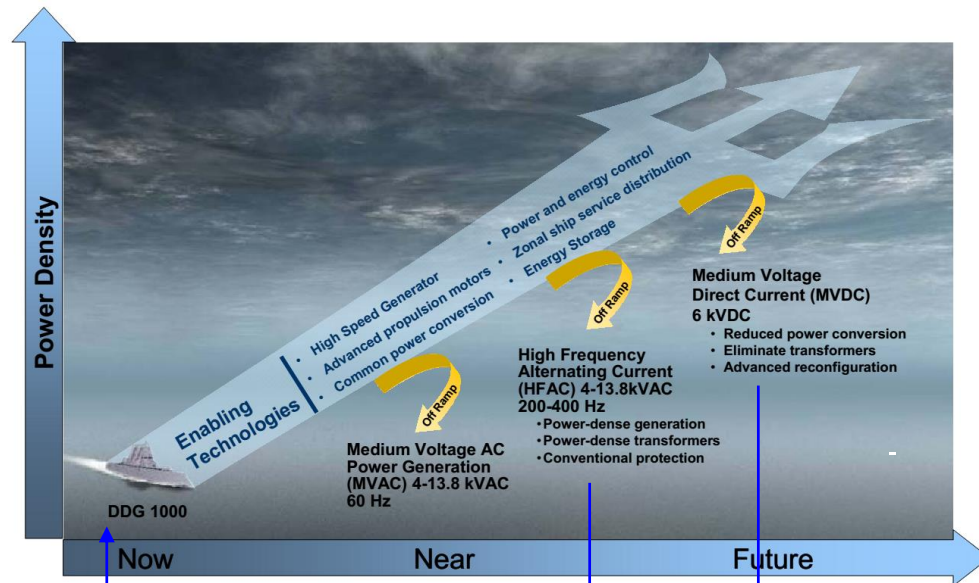 Power Density
Enabling
Technologies
• High Speed Generator
• Advanced propulsion motors
• Common power conversion
• Power and energy control
• Zonal ship service distribution
• Energy Storage
Off Ramp
Medium Voltage AC
Power Generation
(MVAC) 4-13.8 kVAC
60 Hz
Off Ramp
High Frequency
Alternating Current
(HFAC) 4-13.8kVAC
200-400 Hz
•Power-dense generation
•Power-dense transformers
•Conventional protection
Off Ramp
Medium Voltage
Direct Current (MVDC)
6 kVDC
• Reduced power conversion
• Eliminate transformers
• Advanced reconfiguration
DDG 1000
Now
Near
Future